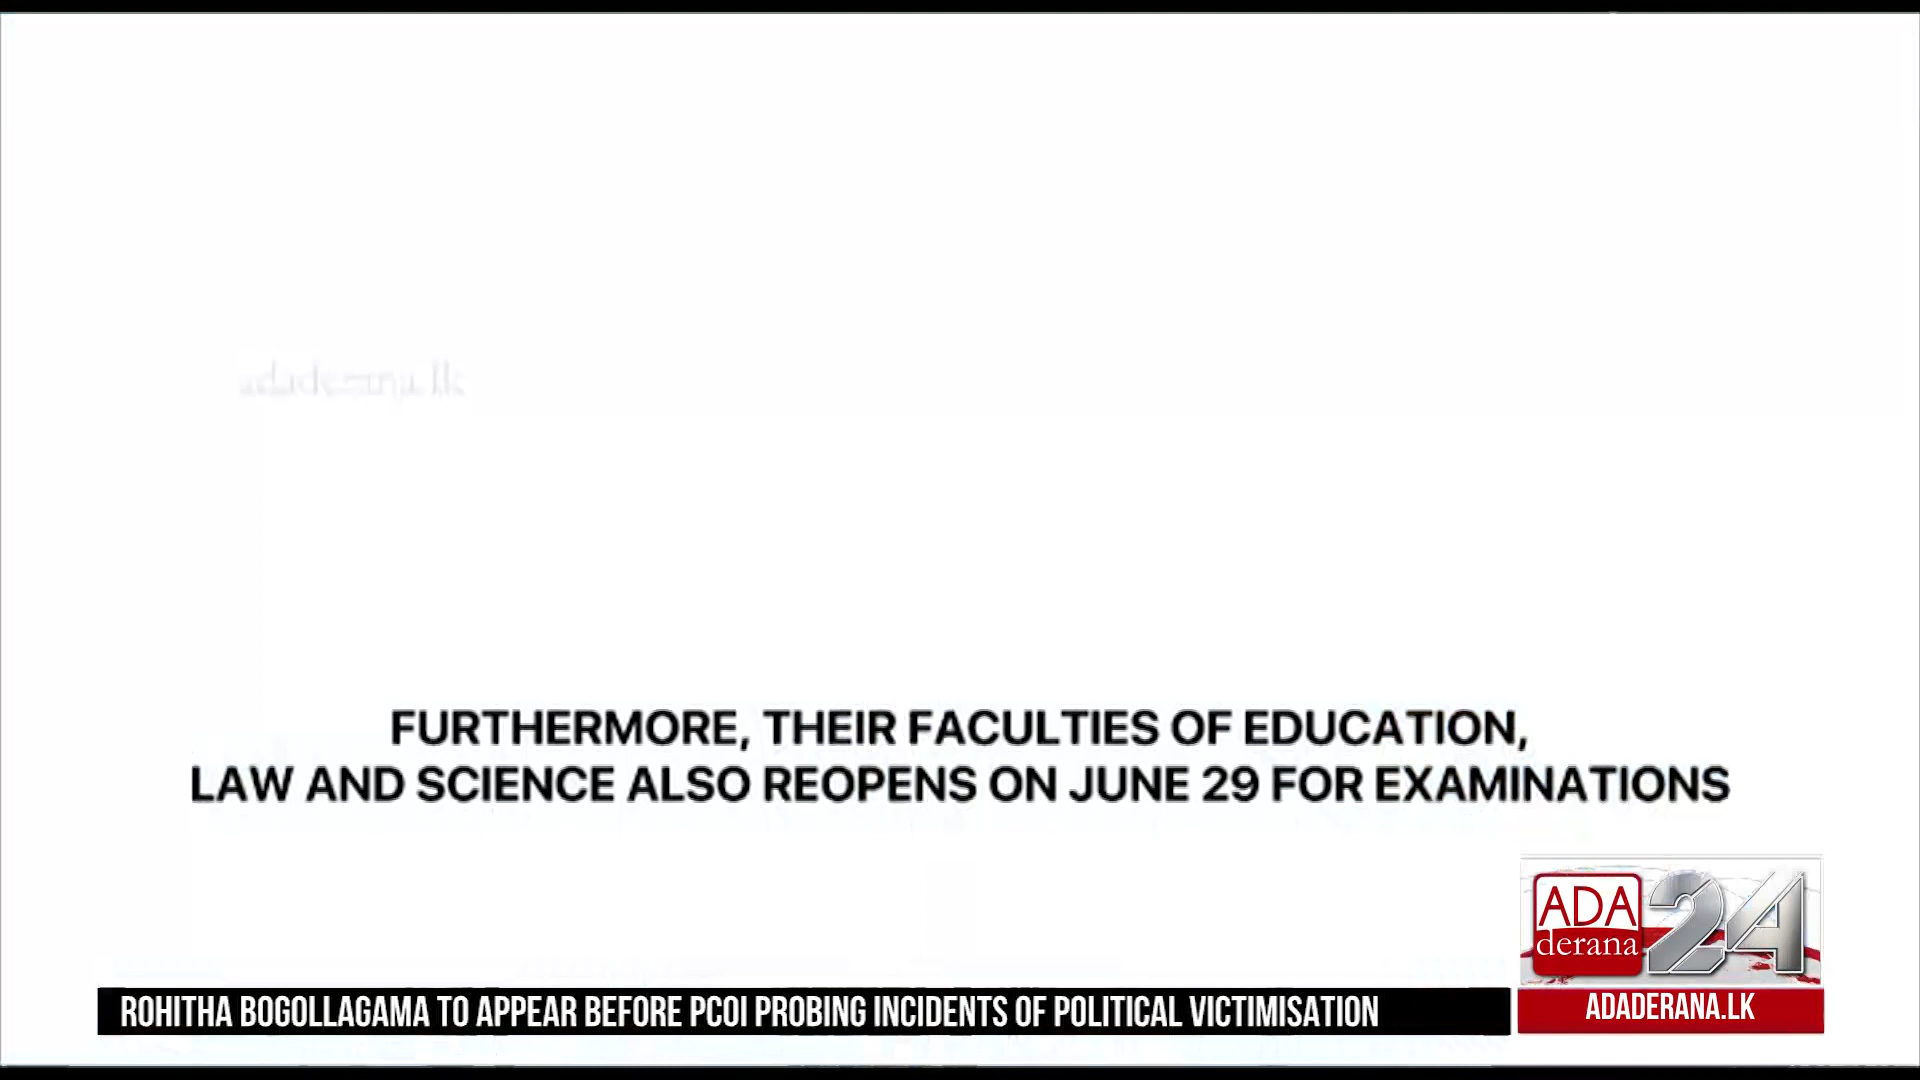 adaderana.lk
FURTHERMORE, THEIR FACULTIES OF EDUCATION,
LAW AND SCIENCE ALSO REOPENS ON JUNE 29 FOR EXAMINATIONS
ADA
derana
24
ROHITHA BOGOLLAGAMA TO APPEAR BEFORE PCOI PROBING INCIDENTS OF POLITICAL VICTIMISATION
ADADERANA.LK